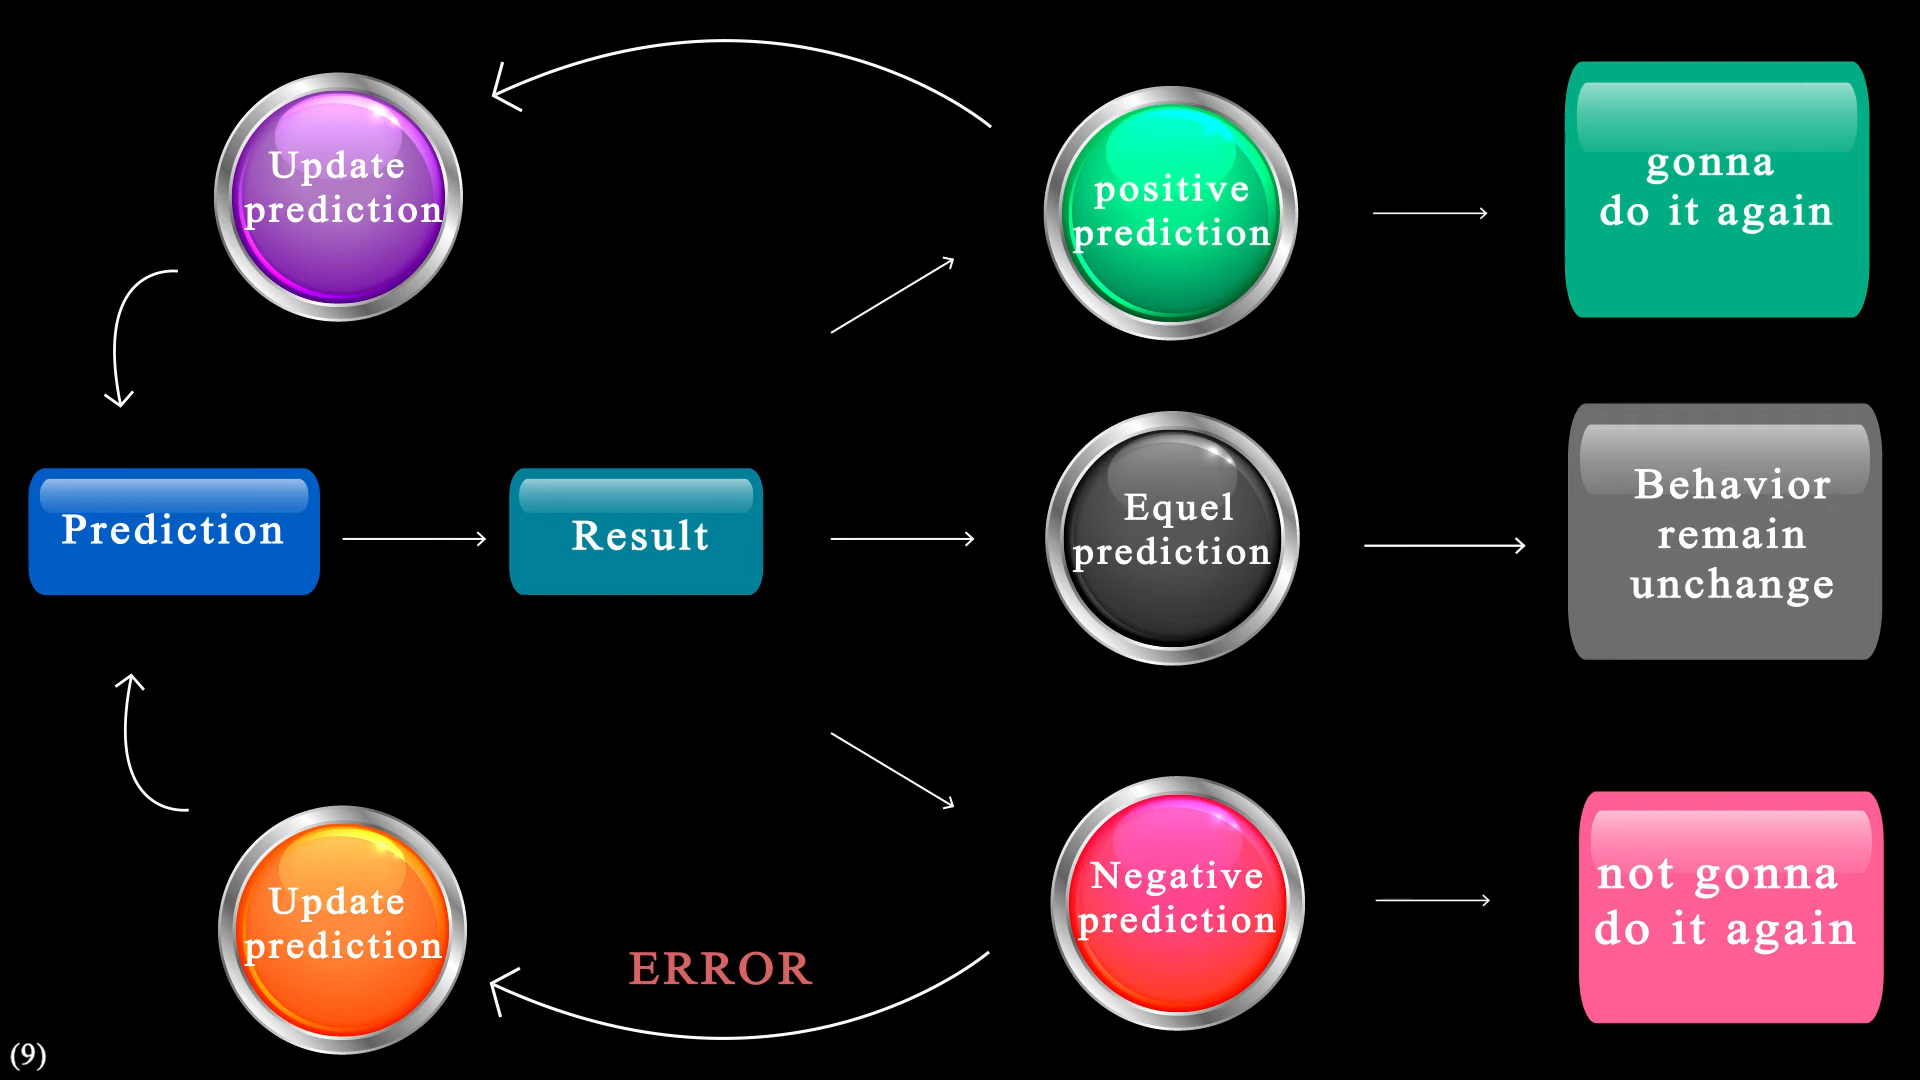 Update
prediction
positive
prediction
gonna
do it again
Prediction
Result
Equel
prediction
Behavior
remain
unchange
Update
prediction
ERROR
Negative
prediction
not gonna
do it again
(9)